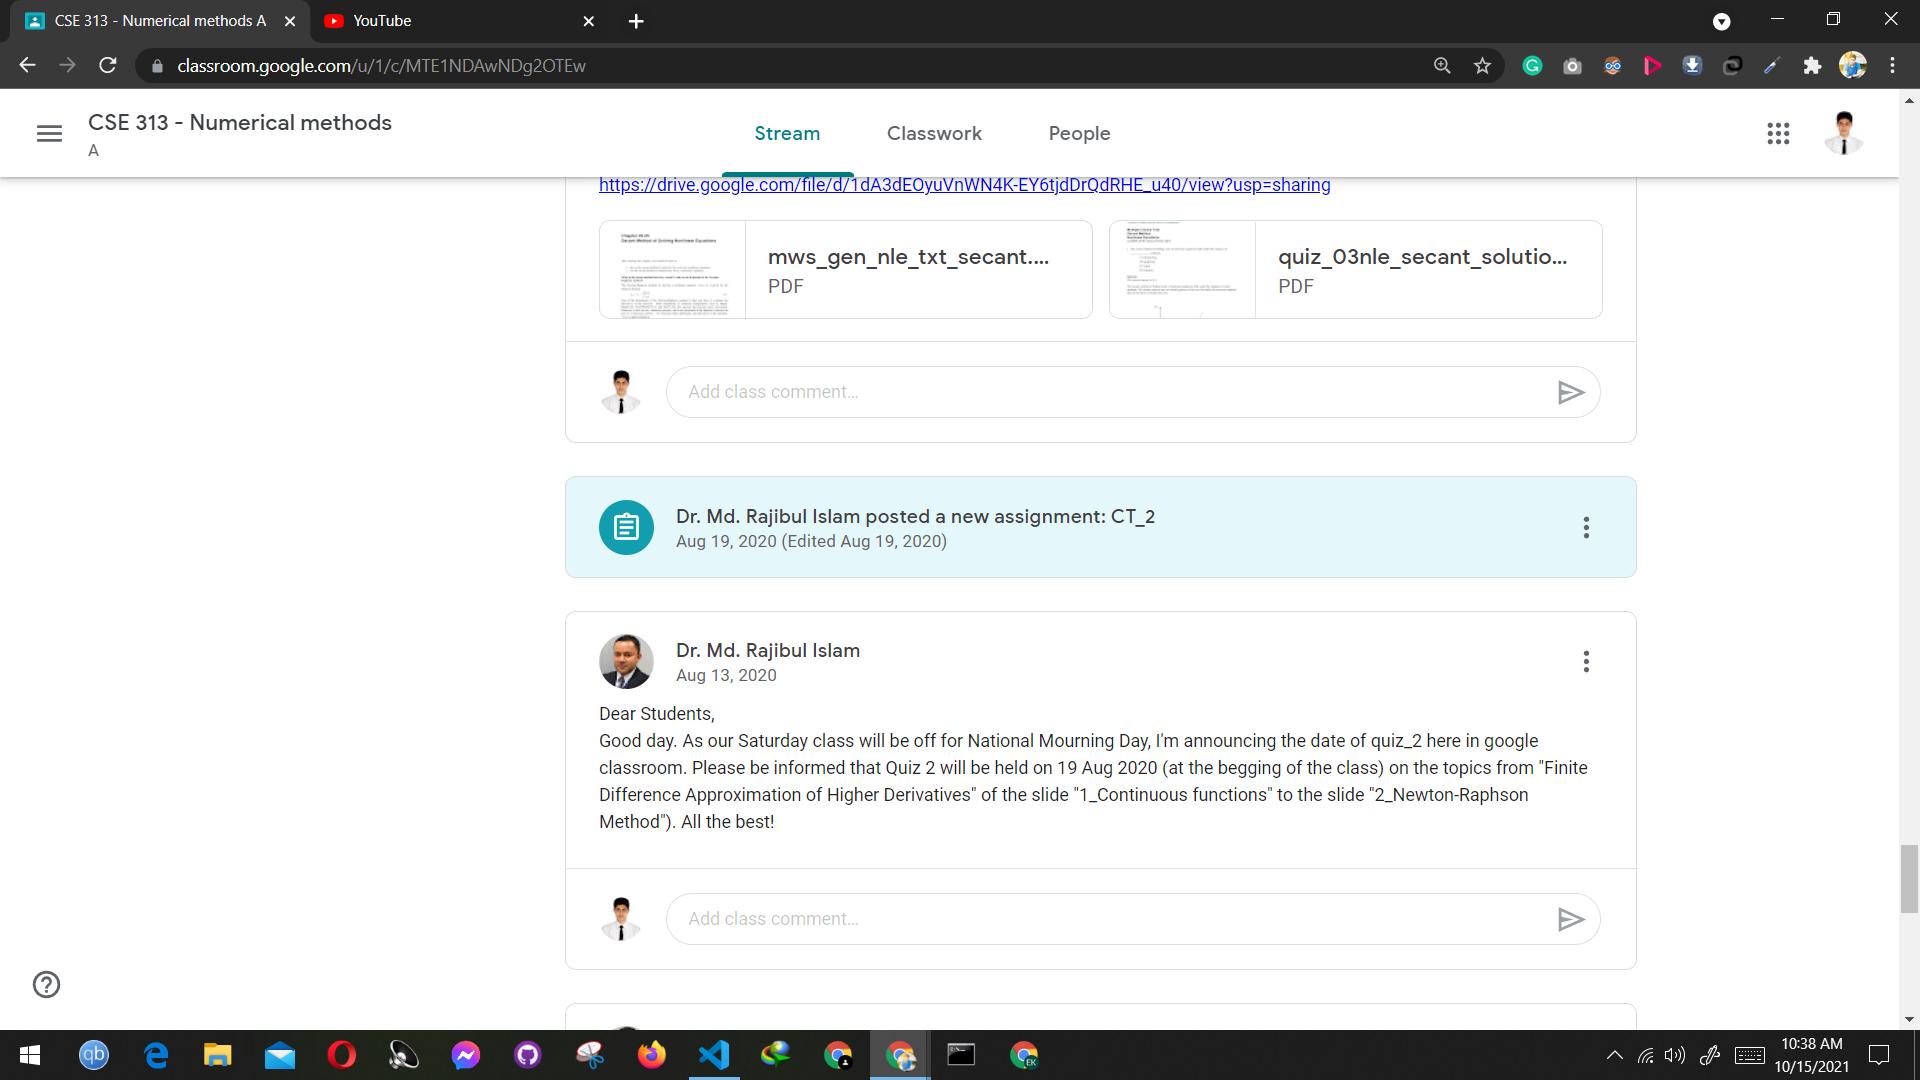 CSE 313 - Numerical methods A
YouTube
classroom.google.com/u/1/c/MTE1NDAwNDg2OTEw
CSE 313 - Numerical methods
A
Stream
Classwork
People
https://drive.google.com/file/d/1dA3dEOyuVnWN4K-EY6tjdDrQdRHE_u40/view?usp=sharing
mws_gen_nle_txt_secant....
PDF
quiz_03nle_secant_solutio...
PDF
Add class comment...
Dr. Md. Rajibul Islam posted a new assignment: CT_2
Aug 19, 2020 (Edited Aug 19, 2020)
Dr. Md. Rajibul Islam
Aug 13, 2020
Dear Students,
Good day. As our Saturday class will be off for National Mourning Day, I'm announcing the date of quiz_2 here in google
classroom. Please be informed that Quiz 2 will be held on 19 Aug 2020 (at the begging of the class) on the topics from "Finite
Difference Approximation of Higher Derivatives" of the slide "1_Continuous functions" to the slide "2_Newton-Raphson
Method"). All the best!
Add class comment...
qb
EK
10:38 AM
10/15/2021